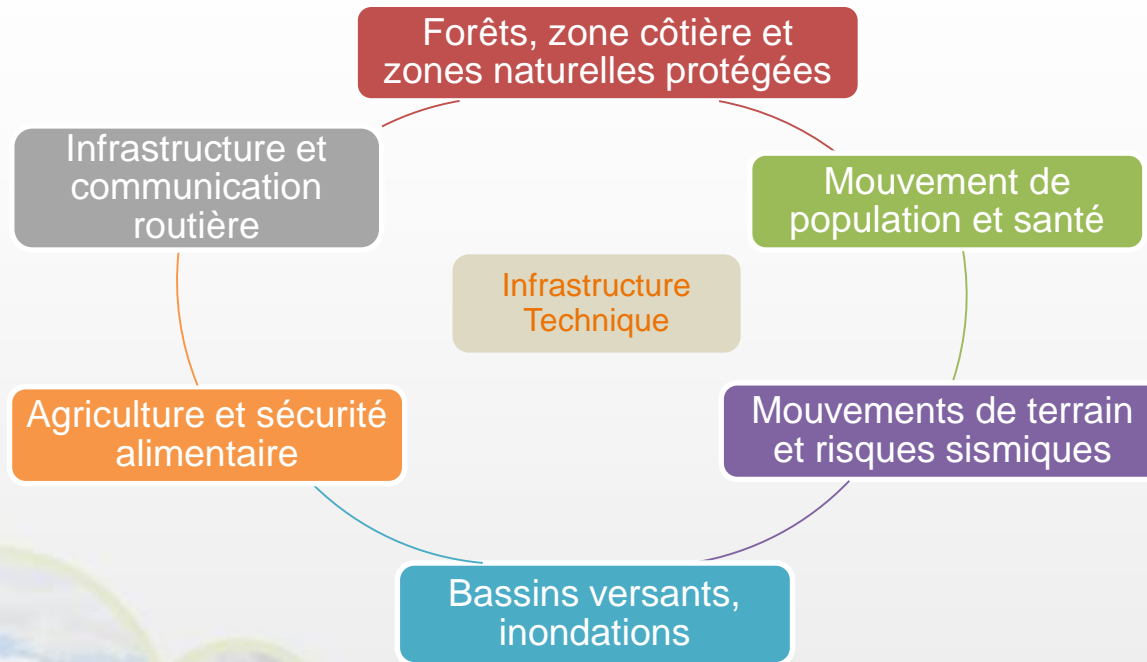 Forêts, zone côtière et
zones naturelles protégées
Infrastructure et
communication
routière
Mouvement de
population et santé
Infrastructure
Technique
Agriculture et sécurité
alimentaire
Mouvements de terrain
et risques sismiques
Bassins versants,
inondations